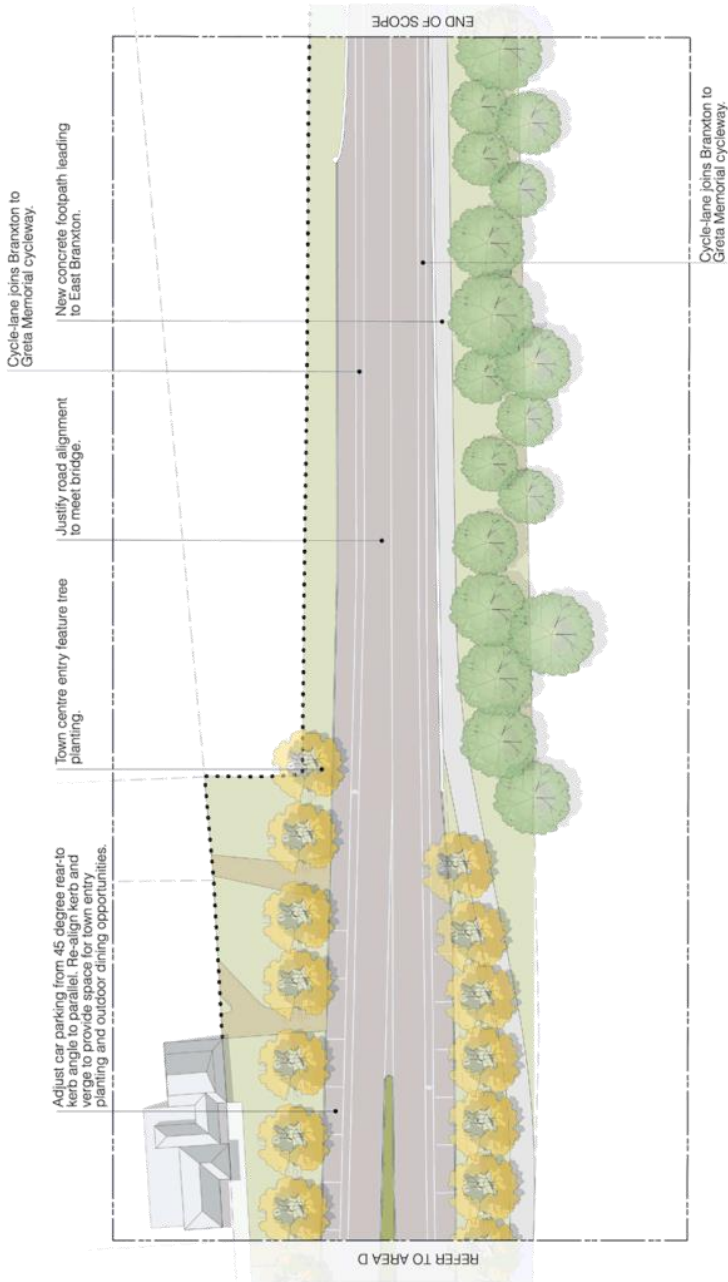 Adjust car parking from 45 degree rear-to
kerb angle to parallel. Re-align kerb and
verge to provide space for town entry
planting and outdoor dining opportunities.
Town centre entry feature tree
planting.
Justify road alignment
to meet bridge.
New concrete footpath leading
to East Branxton.
Cycle-lane joins Branxton to
Greta Memorial cycleway.
REFER TO AREA D
END OF SCOPE
Cycle-lane joins Branxton to
Greta Memorial cycleway.